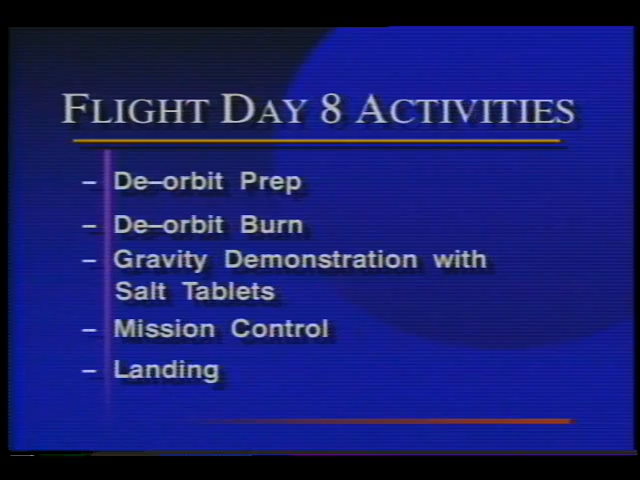 FLIGHT DAY 8 ACTIVITIES
– De–orbit Prep
– De–orbit Burn
– Gravity Demonstration with
Salt Tablets
– Mission Control
– Landing